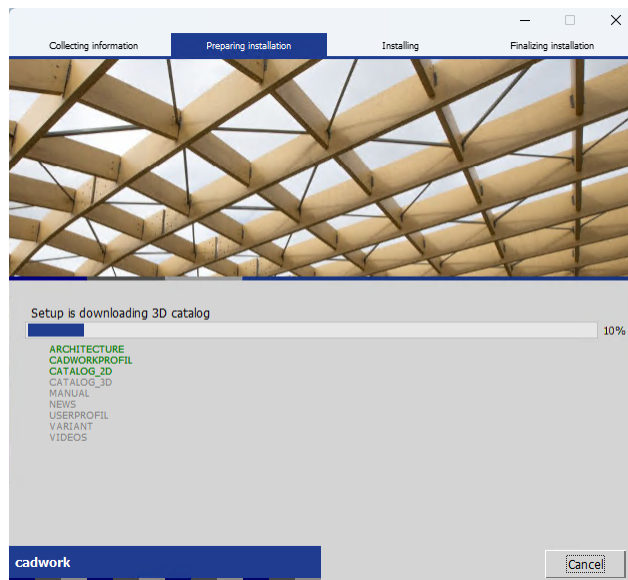 Collecting information
Preparing installation
Installing
Finalizing installation
Setup is downloading 3D catalog
10%
ARCHITECTURE
CADWORKPROFIL
CATALOG_2D
CATALOG_3D
MANUAL
NEWS
USERPROFIL
VARIANT
VIDEOS
cadwork
Cancel